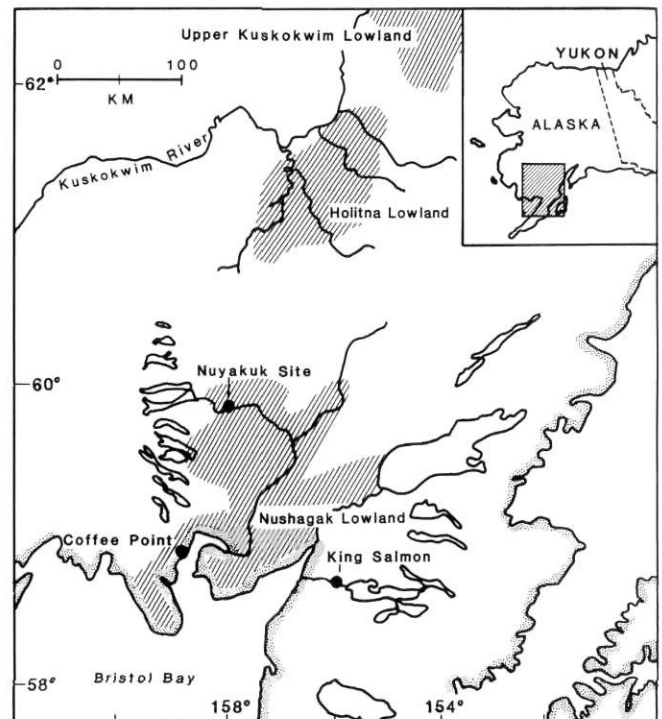 Upper Kuskokwim Lowland
YUKON
62°
0 100
KM
ALASKA
Kuskokwim River
Holitna Lowland
60°
Nuyakuk Site
Nushagak Lowland
Coffee Point
King Salmon
Bristol Bay
58°
158° 154°